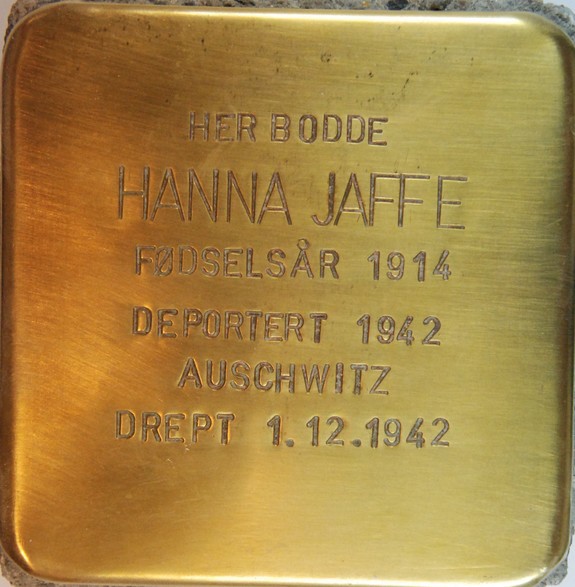 HER BODDE
HANNA JAFFE
FØDSELSÅR 1914
DEPORTERT 1942
AUSCHWITZ
DREPT 1.12.1942